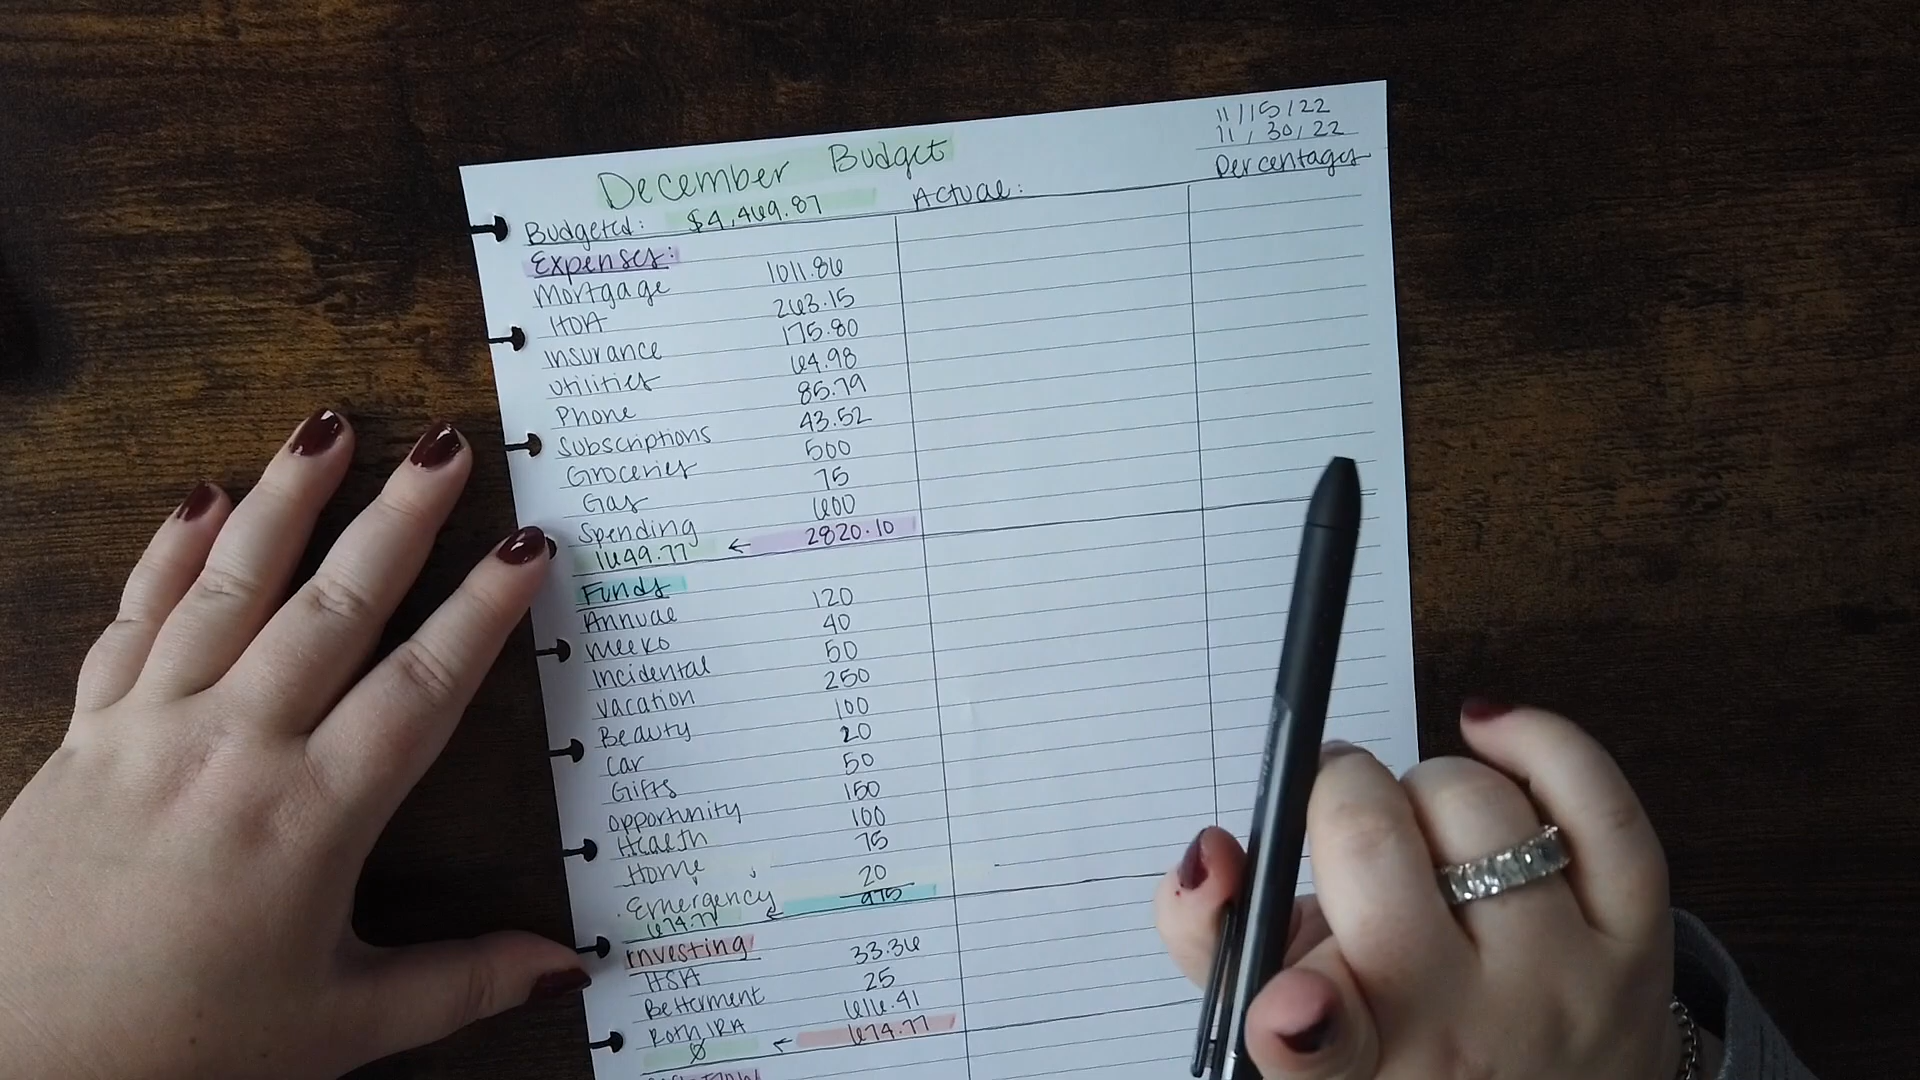 11/15/22
11/30/22
December Budget
Percentages
Budgeted: $4,469.87 Actual:
Expenses:
Mortgage 1011.86
HOA 263.15
Insurance 175.80
Utilities 64.98
Phone 85.79
Subscriptions 43.52
Groceries 500
Gas 75
Spending 600
1649.77 ← 2820.10
Funds
Annual 120
Meeko 40
Incidental 50
Vacation 250
Beauty 100
Car 20
Gifts 50
Opportunity 150
Health 100
Home 75
Emergency 20
674.77 ← 975
Investing
HSA 33.36
Betterment 25
Roth IRA 616.41
Ø ← 674.77